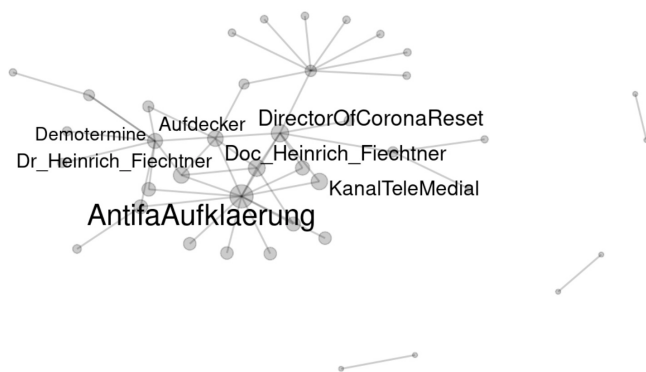 DirectorOfCoronaReset
Aufdecker
Demotermine
Doc_Heinrich_Fiechtner
Dr_Heinrich_Fiechtner
KanalTeleMedial
AntifaAufklaerung